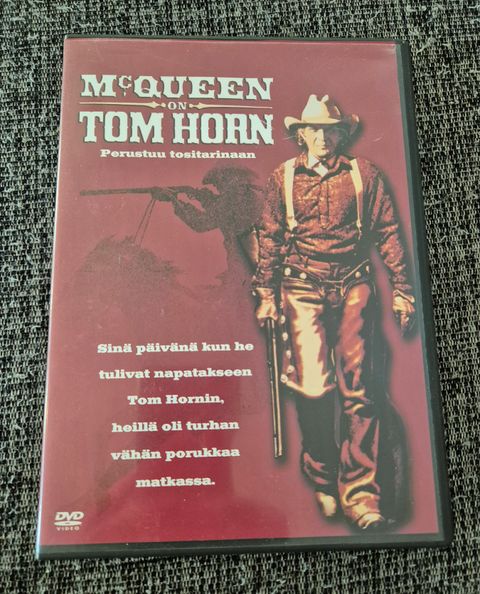 McQUEEN
ON
TOM HORN
Perustuu tositarinaan
Sinä päivänä kun he
tulivat napatakseen
Tom Hornin,
heillä oli turhan
vähän porukkaa
matkassa.
DVD
VIDEO